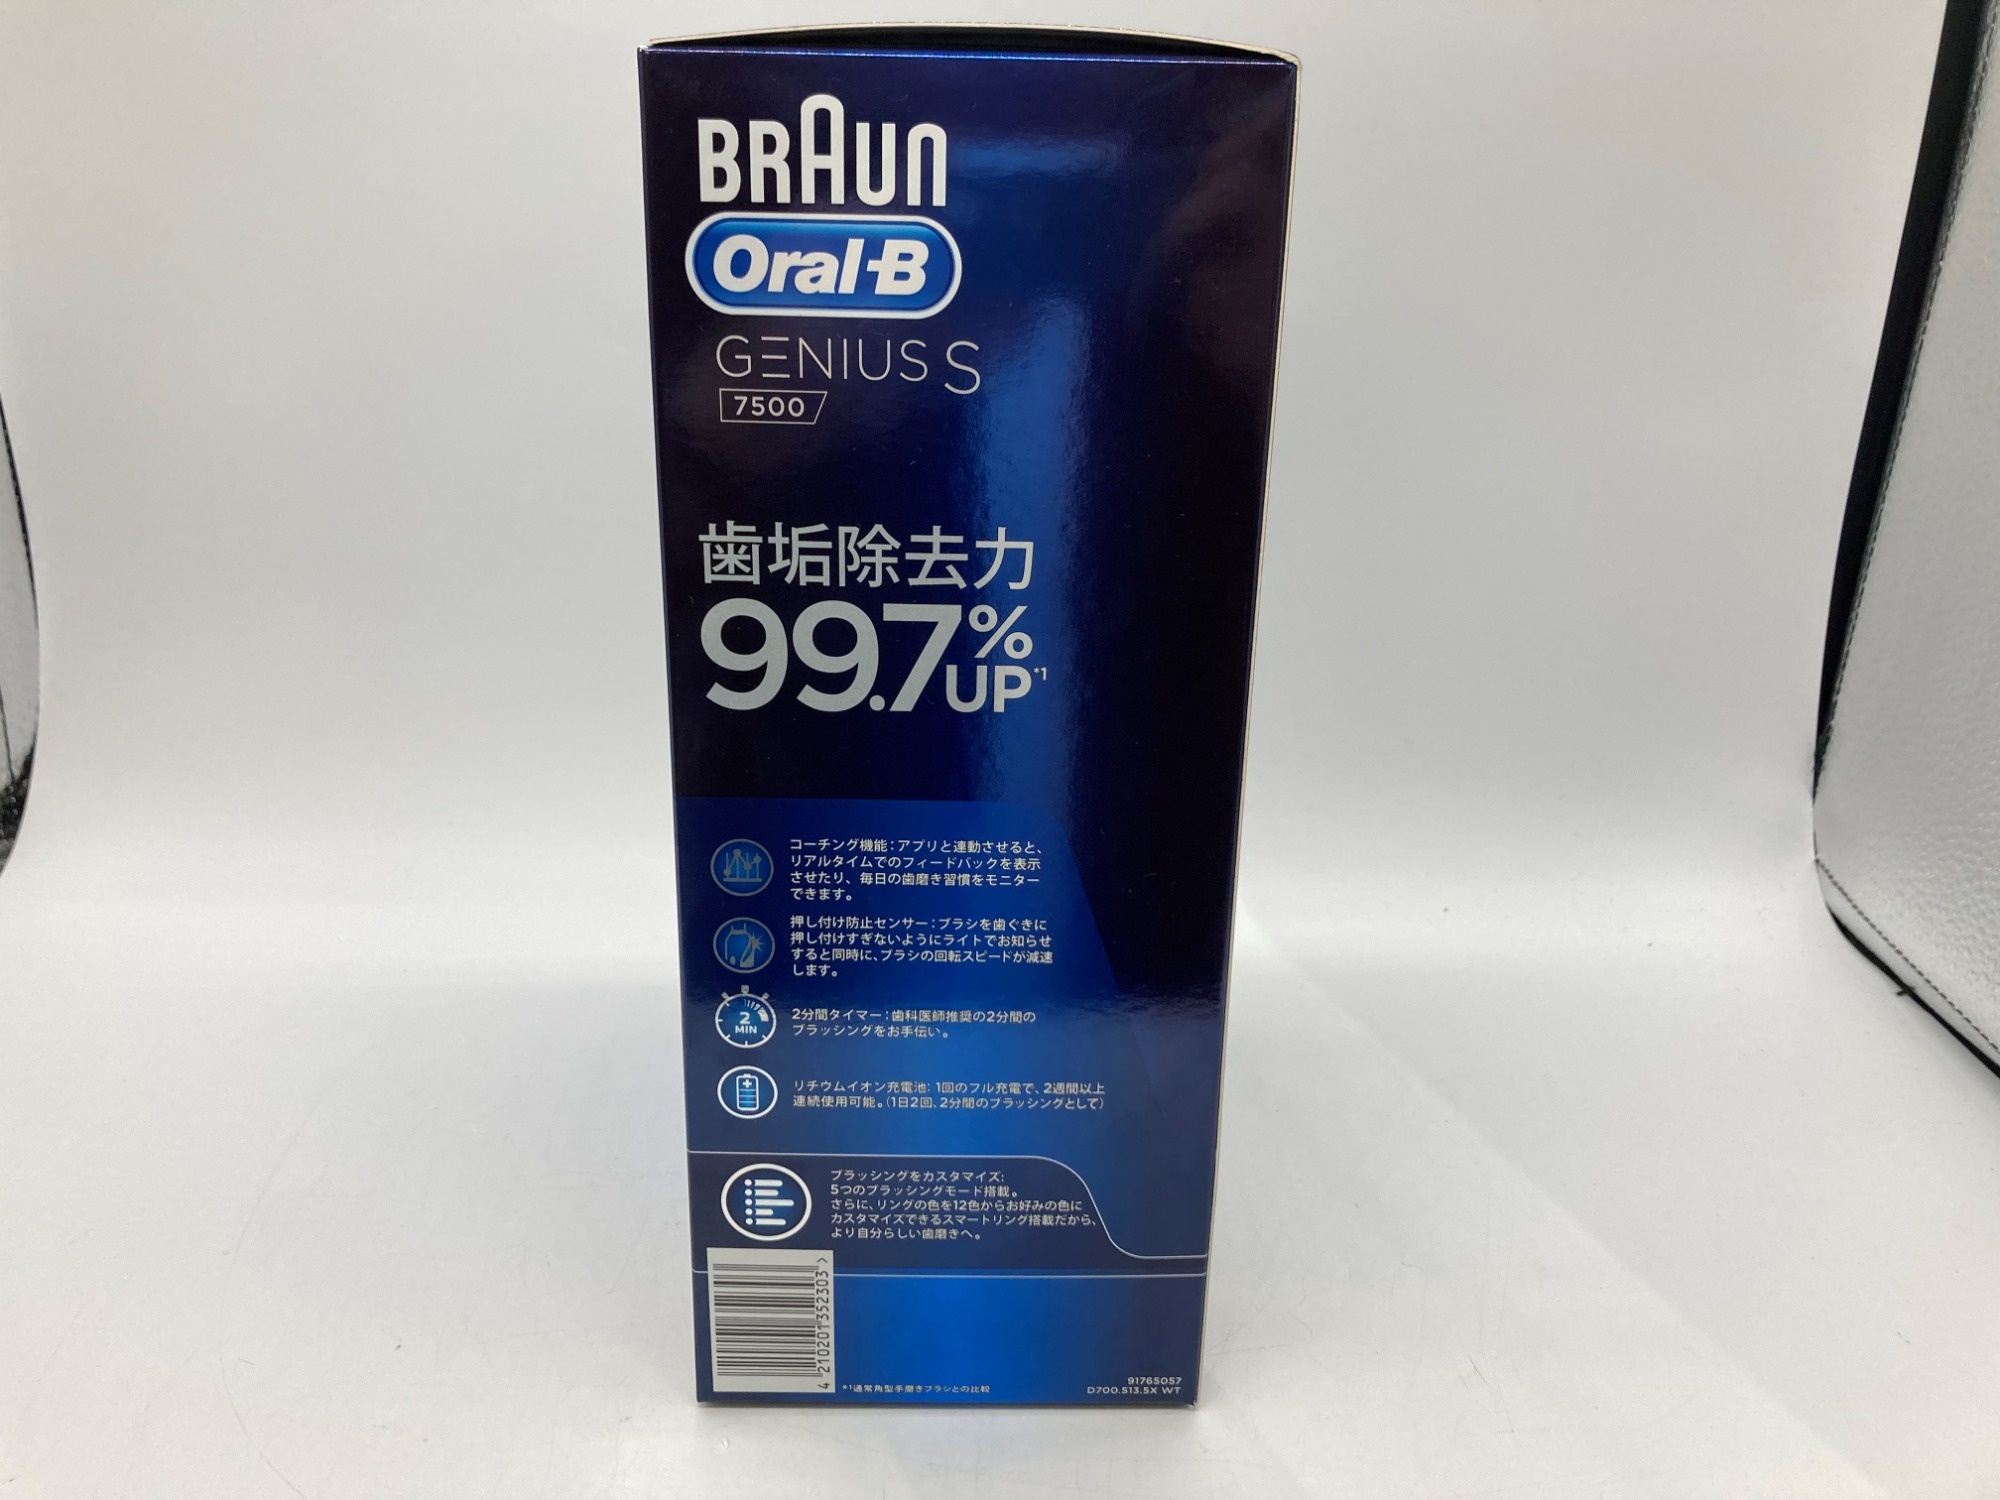 BRAUN
Oral-B
GENIUS S
7500
歯垢除去力
99.7%
UP*1
コーチング機能:アプリと連動させると、
リアルタイムでのフィードバックを表示
させたり、毎日の歯磨き習慣をモニター
できます。
押し付け防止センサー:ブラシを歯ぐきに
押し付けすぎないようにライトでお知らせ
すると同時に、ブラシの回転スピードが減速
します。
2
MIN
2分間タイマー:歯科医師推奨の2分間の
ブラッシングをお手伝い。
リチウムイオン充電池: 1回のフル充電で、2週間以上
連続使用可能。(1日2回、2分間のブラッシングとして)
ブラッシングをカスタマイズ:
5つのブラッシングモード搭載。
さらに、リングの色を12色からお好みの色に
カスタマイズできるスマートリング搭載だから、
より自分らしい歯磨きへ。
4 210201 352303 >
*1通常角型手磨きブラシとの比較
91765057
D700.513.5X WT